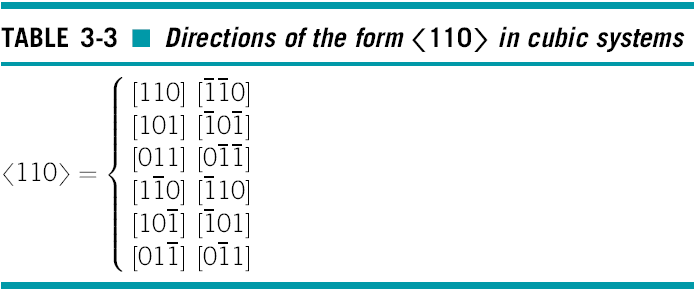 TABLE 3-3 ■ Directions of the form ⟨110⟩ in cubic systems
[110] [1̅1̅0]
[101] [1̅01̅]
⟨110⟩ = { [011] [01̅1̅]
[11̅0] [1̅10]
[101̅] [1̅01]
[011̅] [01̅1]